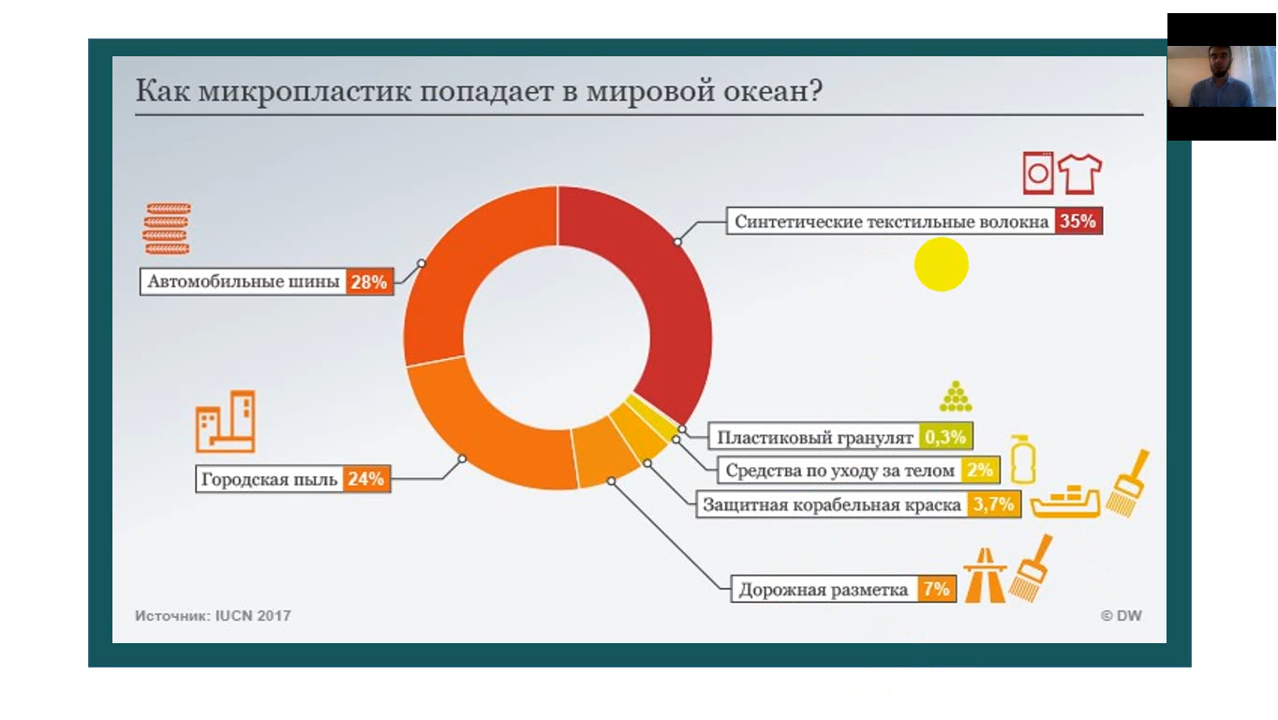 Как микропластик попадает в мировой океан?
Синтетические текстильные волокна 35%
Автомобильные шины 28%
Пластиковый гранулят 0,3%
Средства по уходу за телом 2%
Городская пыль 24%
Защитная корабельная краска 3,7%
Дорожная разметка 7%
Источник: IUCN 2017
© DW